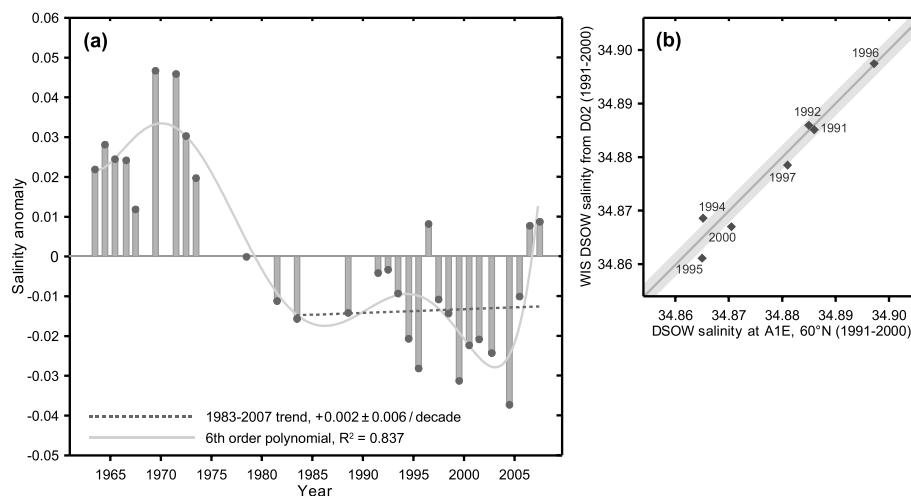 (a)
Salinity anomaly
0.06
0.05
0.04
0.03
0.02
0.01
0
-0.01
-0.02
-0.03
-0.04
-0.05
1983-2007 trend, +0.002 ± 0.006 / decade
6th order polynomial, R² = 0.837
1965 1970 1975 1980 1985 1990 1995 2000 2005
Year
(b)
WIS DSOW salinity from D02 (1991-2000)
34.90
34.89
34.88
34.87
34.86
1996
1992
1991
1997
1994
2000
1995
34.86 34.87 34.88 34.89 34.90
DSOW salinity at A1E, 60°N (1991-2000)